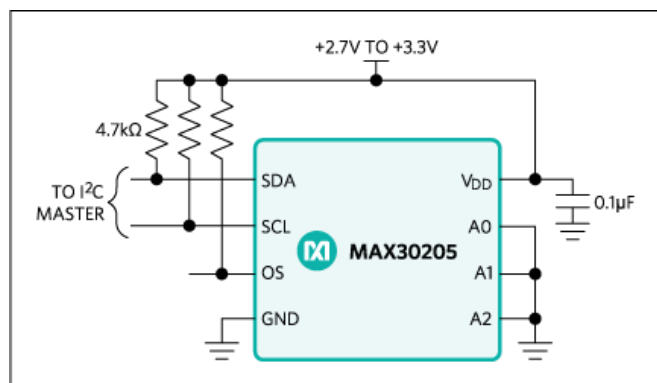 +2.7V TO +3.3V
4.7kΩ
TO I²C
MASTER
SDA
SCL
OS
GND
MAX30205
VDD
A0
A1
A2
0.1µF